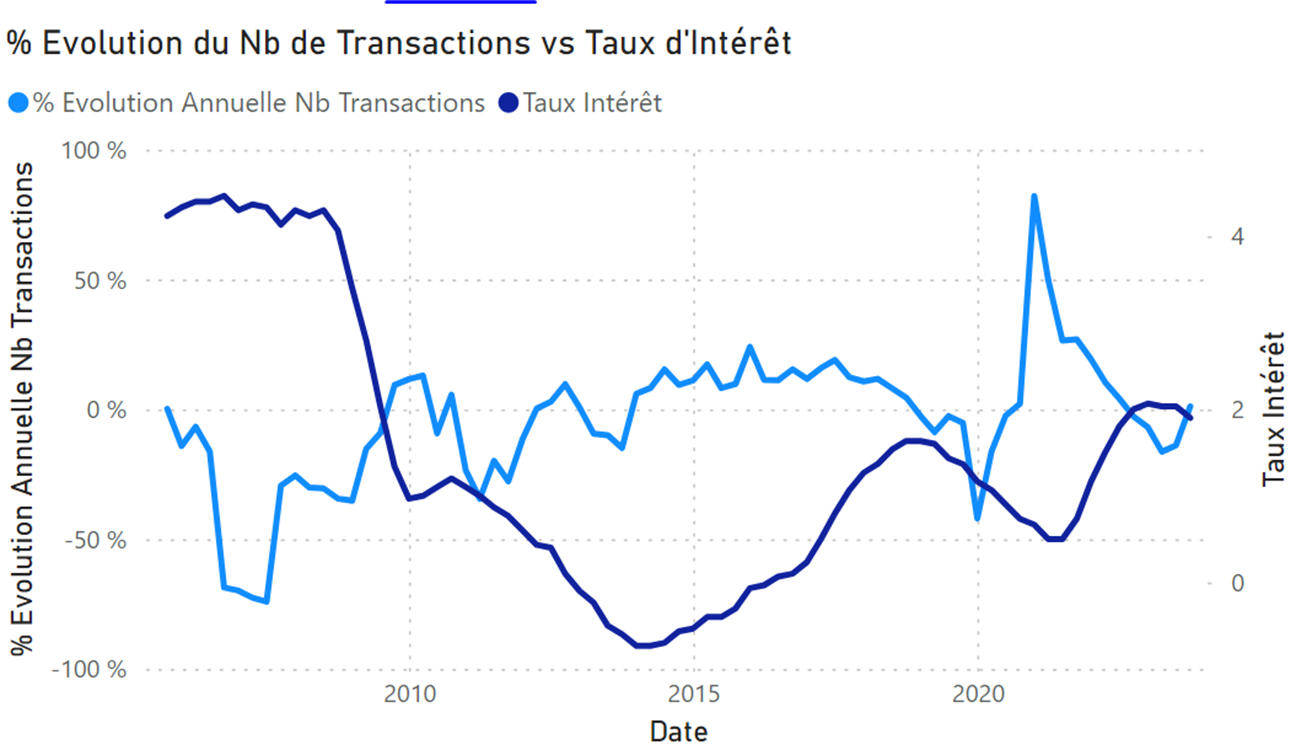 % Evolution du Nb de Transactions vs Taux d'Intérêt
% Evolution Annuelle Nb Transactions Taux Intérêt
% Evolution Annuelle Nb Transactions
100 %
50 %
0 %
-50 %
-100 %
4
2
0
Taux Intérêt
2010 2015 2020
Date